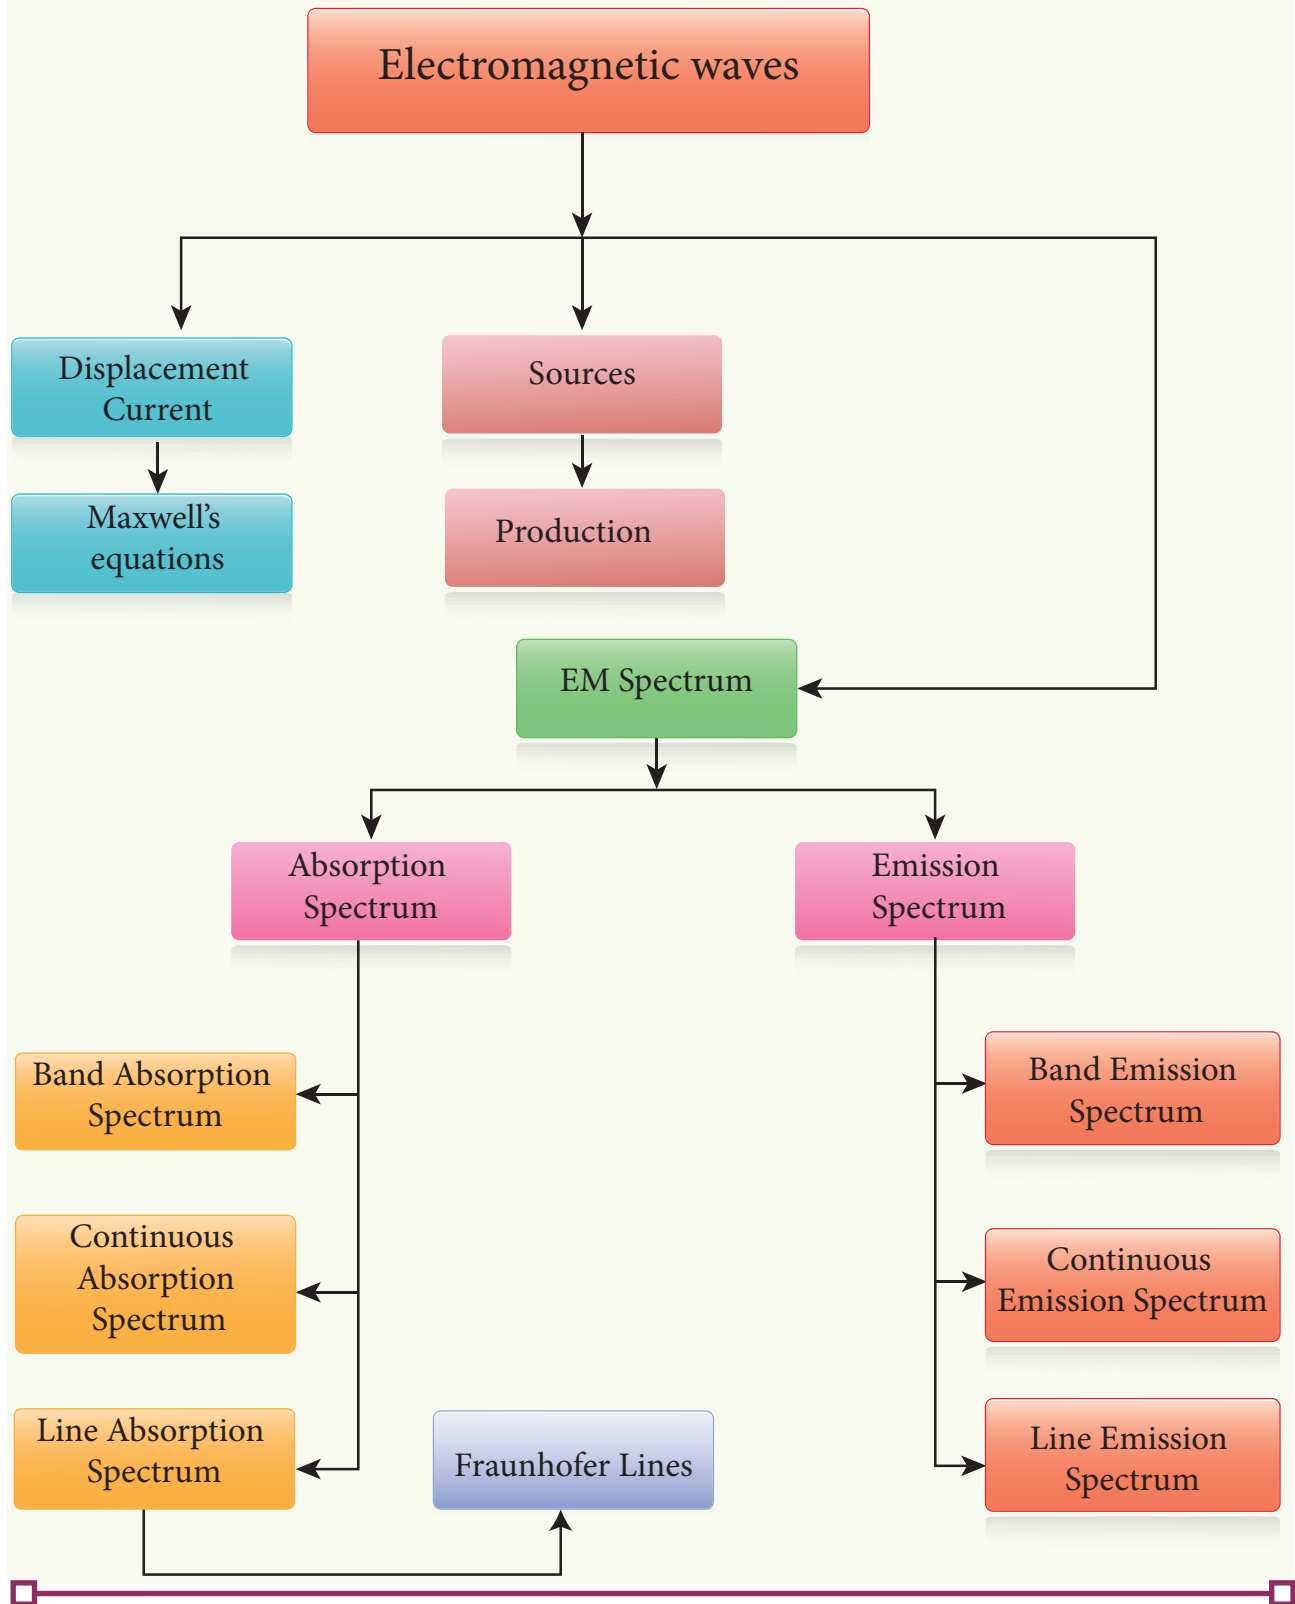 Electromagnetic waves
Displacement
Current
Sources
Maxwell's
equations
Production
EM Spectrum
Absorption
Spectrum
Emission
Spectrum
Band Absorption
Spectrum
Band Emission
Spectrum
Continuous
Absorption
Spectrum
Continuous
Emission Spectrum
Line Absorption
Spectrum
Fraunhofer Lines
Line Emission
Spectrum